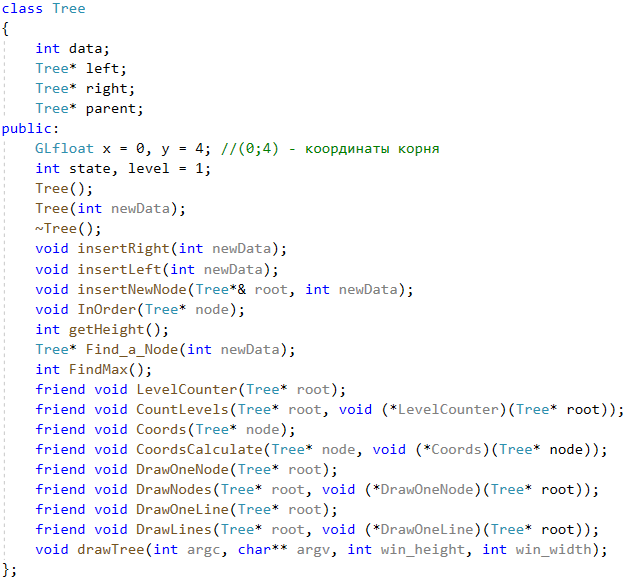 class Tree
{
    int data;
    Tree* left;
    Tree* right;
    Tree* parent;
public:
    GLfloat x = 0, y = 4; //(0;4) - координаты корня
    int state, level = 1;
    Tree();
    Tree(int newData);
    ~Tree();
    void insertRight(int newData);
    void insertLeft(int newData);
    void insertNewNode(Tree*& root, int newData);
    void InOrder(Tree* node);
    int getHeight();
    Tree* Find_a_Node(int newData);
    int FindMax();
    friend void LevelCounter(Tree* root);
    friend void CountLevels(Tree* root, void (*LevelCounter)(Tree* root));
    friend void Coords(Tree* node);
    friend void CoordsCalculate(Tree* node, void (*Coords)(Tree* node));
    friend void DrawOneNode(Tree* root);
    friend void DrawNodes(Tree* root, void (*DrawOneNode)(Tree* root));
    friend void DrawOneLine(Tree* root);
    friend void DrawLines(Tree* root, void (*DrawOneLine)(Tree* root));
    void drawTree(int argc, char** argv, int win_height, int win_width);
};